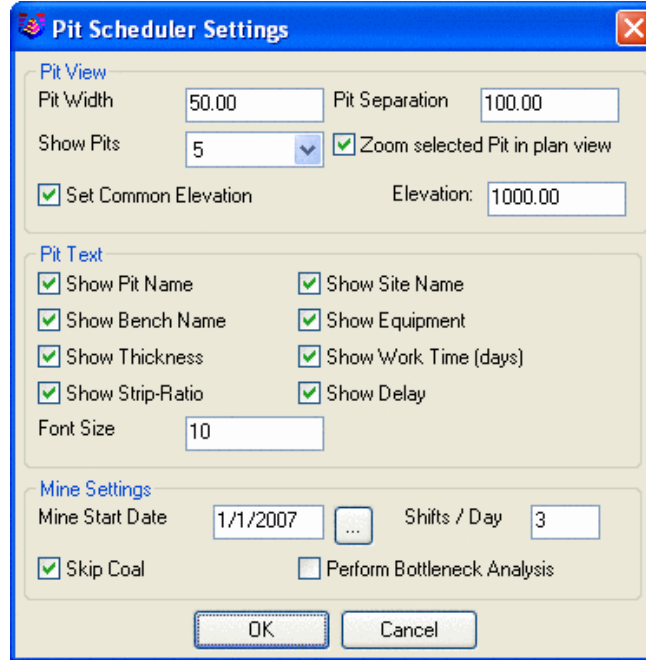 Pit Scheduler Settings
Pit View
Pit Width 50.00 Pit Separation 100.00
Show Pits 5 Zoom selected Pit in plan view
Set Common Elevation Elevation: 1000.00
Pit Text
Show Pit Name Show Site Name
Show Bench Name Show Equipment
Show Thickness Show Work Time (days)
Show Strip-Ratio Show Delay
Font Size 10
Mine Settings
Mine Start Date 1/1/2007 ... Shifts / Day 3
Skip Coal Perform Bottleneck Analysis
OK Cancel